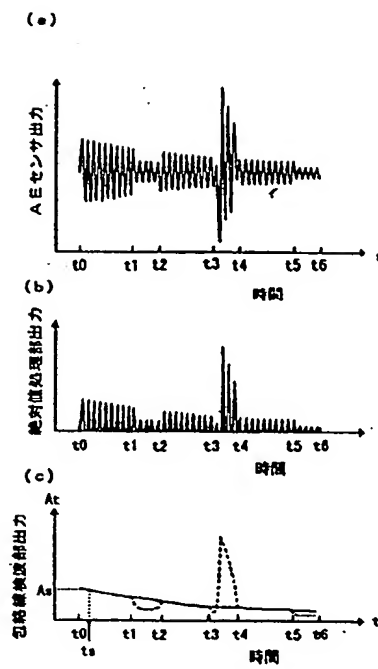 (a)
AEセンサ出力
t0 t1 t2 t3 t4 t5 t6 t
時間
(b)
絶対値処理部出力
t0 t1 t2 t3 t4 t5 t6
時間
(c)
At
包絡線検波部出力
As
t
t0 t1 t2 t3 t4 t5 t6
ts
時間